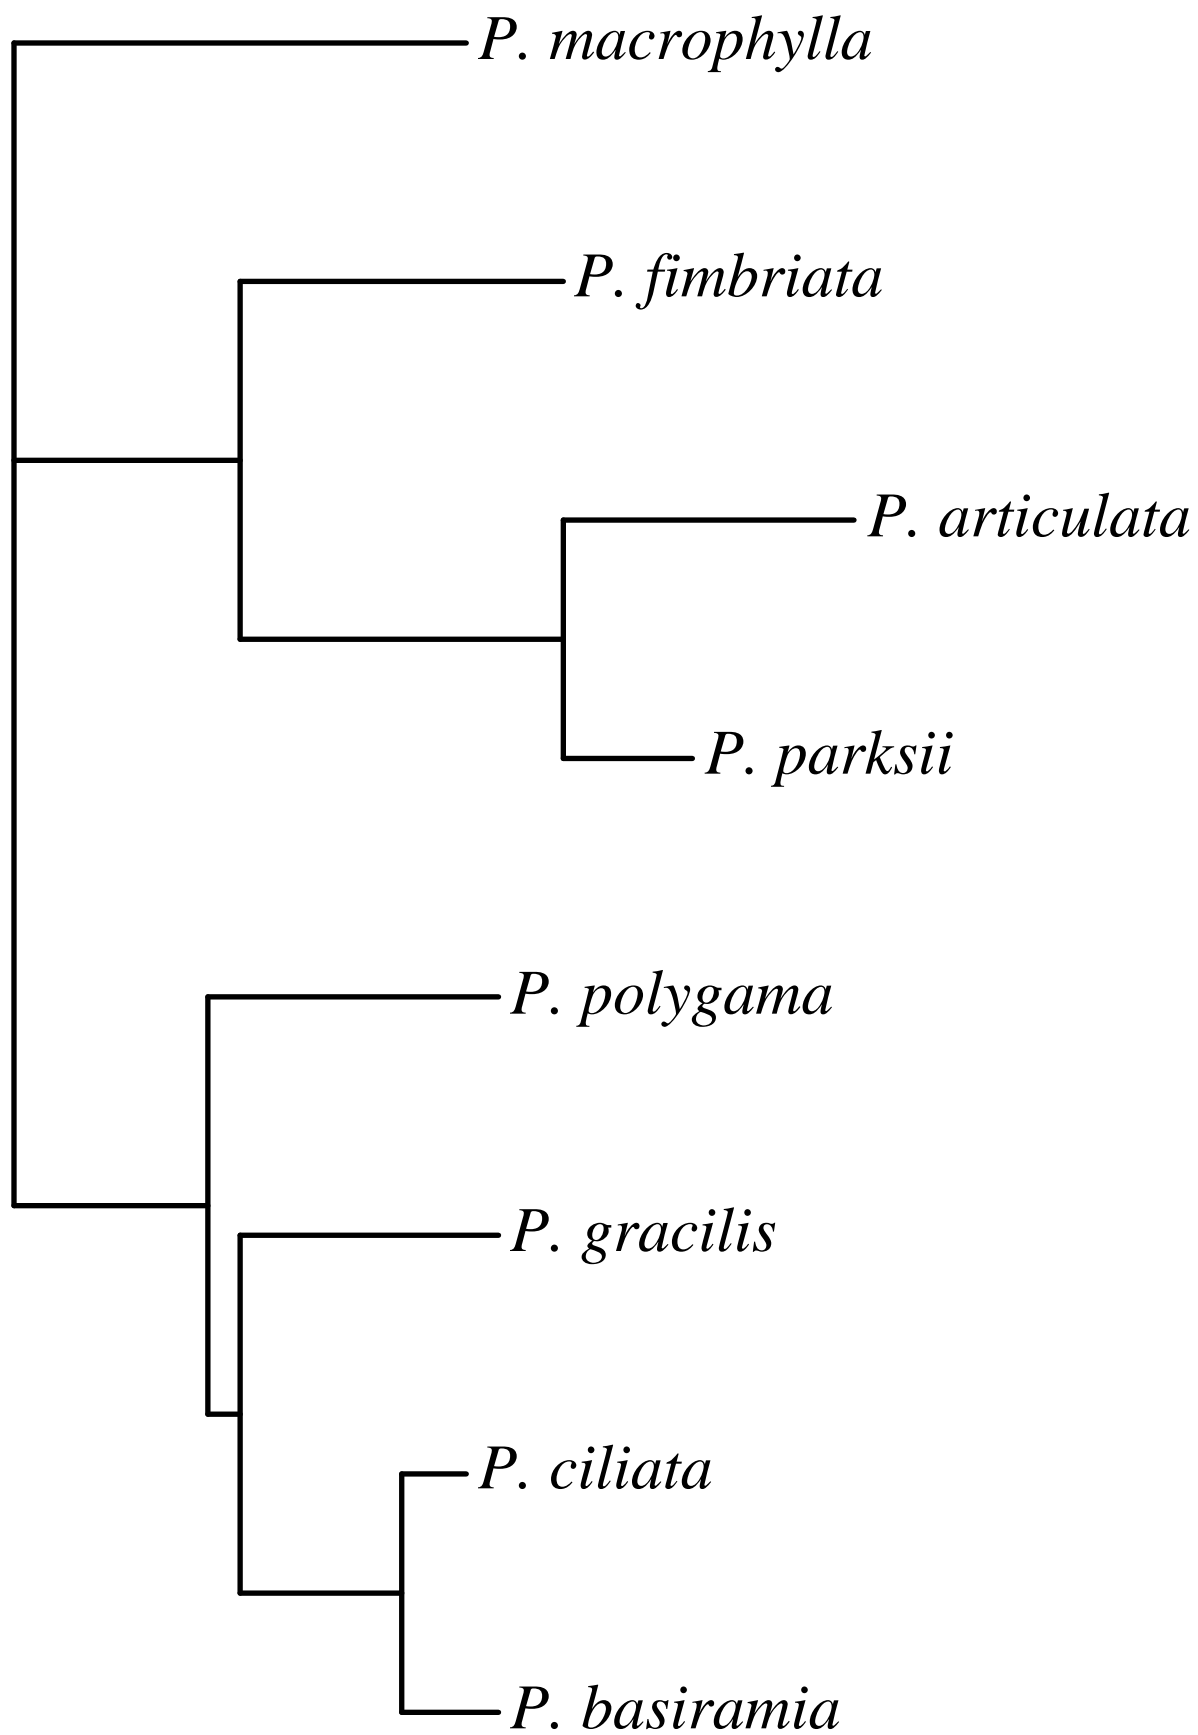 P. macrophylla
P. fimbriata
P. articulata
P. parksii
P. polygama
P. gracilis
P. ciliata
P. basiramia